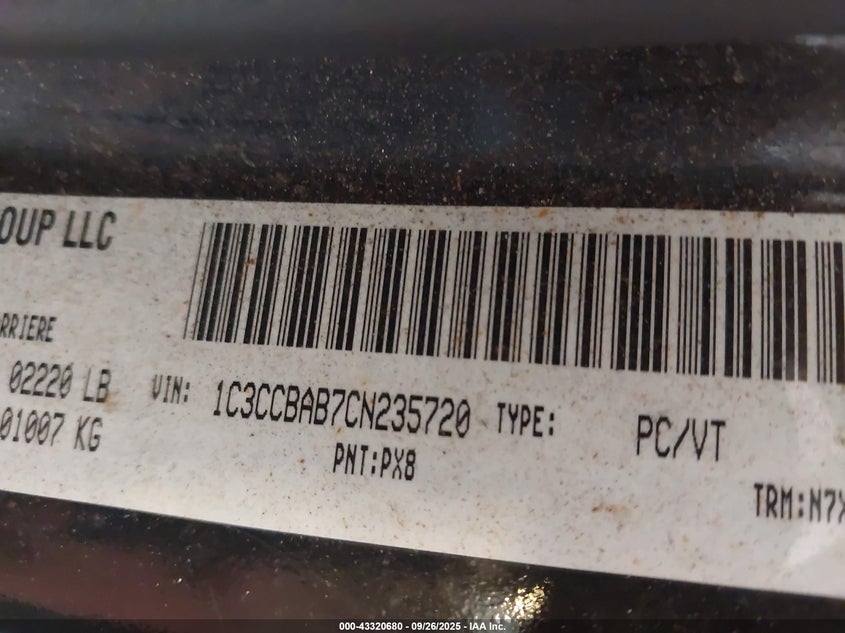 OUP LLC
RRIERE
02220 LB
01007 KG
VIN: 1C3CCBAB7CN235720 TYPE: PC/VT
PNT:PX8
TRM:N7X
000-43320680 - 09/26/2025 - IAA Inc.